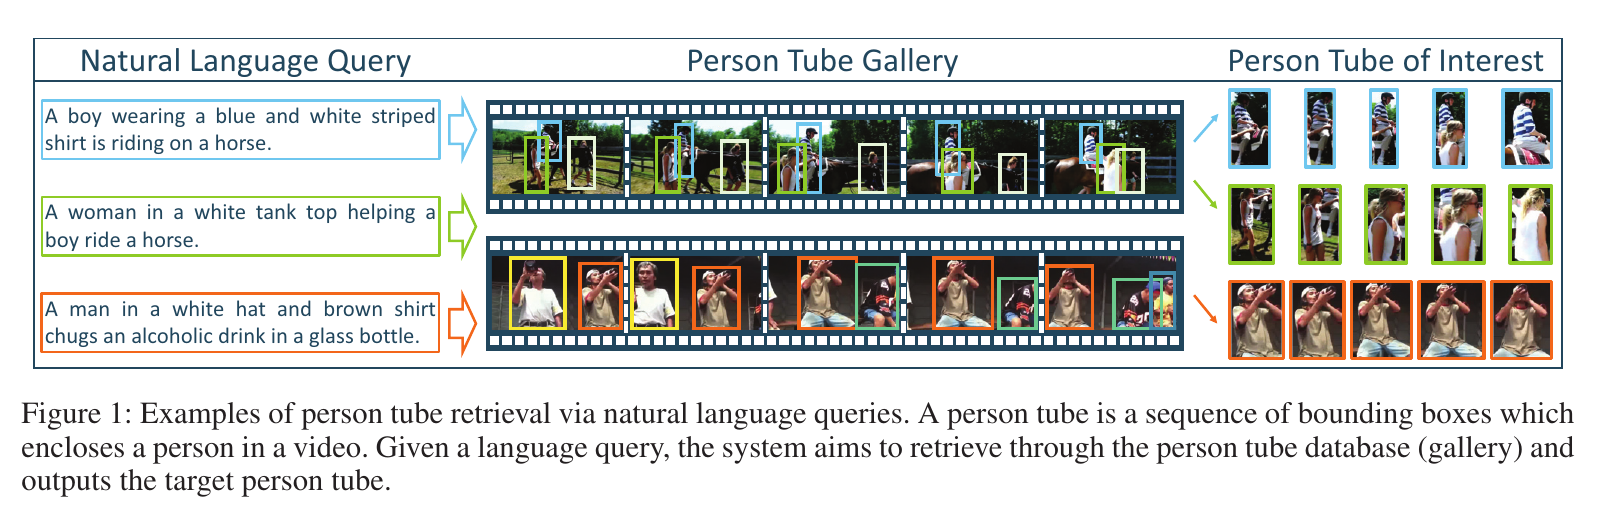 Natural Language Query
Person Tube Gallery
Person Tube of Interest
A boy wearing a blue and white striped
shirt is riding on a horse.
A woman in a white tank top helping a
boy ride a horse.
A man in a white hat and brown shirt
chugs an alcoholic drink in a glass bottle.
Figure 1: Examples of person tube retrieval via natural language queries. A person tube is a sequence of bounding boxes which
encloses a person in a video. Given a language query, the system aims to retrieve through the person tube database (gallery) and
outputs the target person tube.